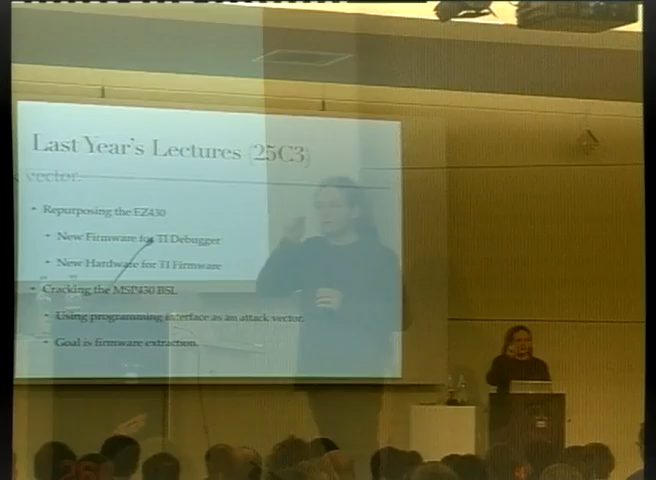 Last Year's Lectures (25C3)
vector.
• Repurposing the EZ430
• New Firmware for TI Debugger
• New Hardware for TI Firmware
• Cracking the MSP430 BSL
• Using programming interface as an attack vector.
• Goal is firmware extraction.